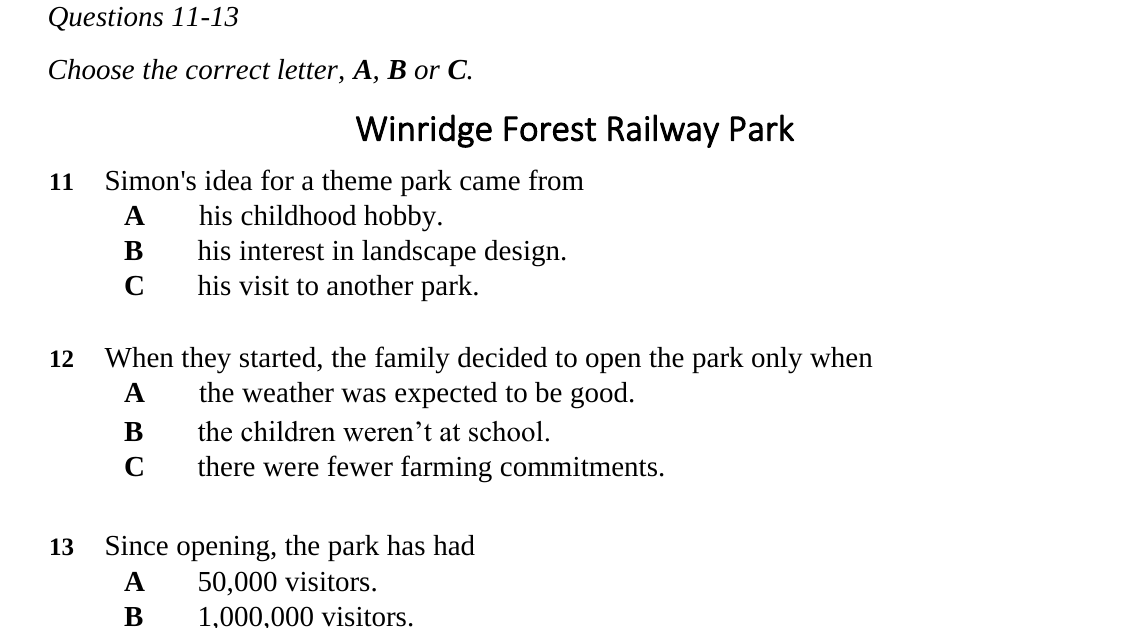 Questions 11-13
Choose the correct letter, A, B or C.
Winridge Forest Railway Park
11 Simon's idea for a theme park came from
A his childhood hobby.
B his interest in landscape design.
C his visit to another park.
12 When they started, the family decided to open the park only when
A the weather was expected to be good.
B the children weren’t at school.
C there were fewer farming commitments.
13 Since opening, the park has had
A 50,000 visitors.
B 1,000,000 visitors.